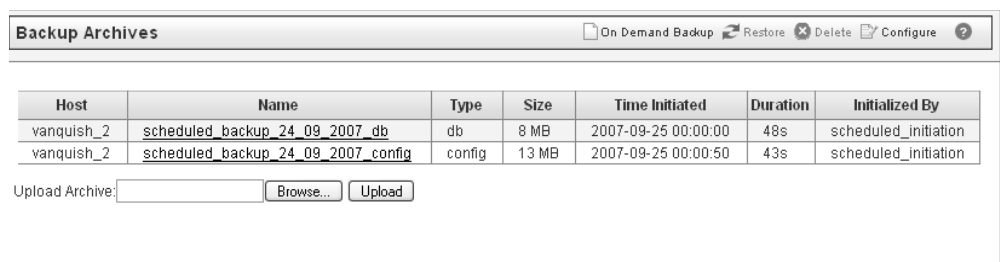 Backup Archives On Demand Backup Restore Delete Configure ?
Host Name Type Size Time Initiated Duration Initialized By
vanquish_2 scheduled_backup_24_09_2007_db db 8 MB 2007-09-25 00:00:00 48s scheduled_initiation
vanquish_2 scheduled_backup_24_09_2007_config config 13 MB 2007-09-25 00:00:50 43s scheduled_initiation
Upload Archive: Browse... Upload